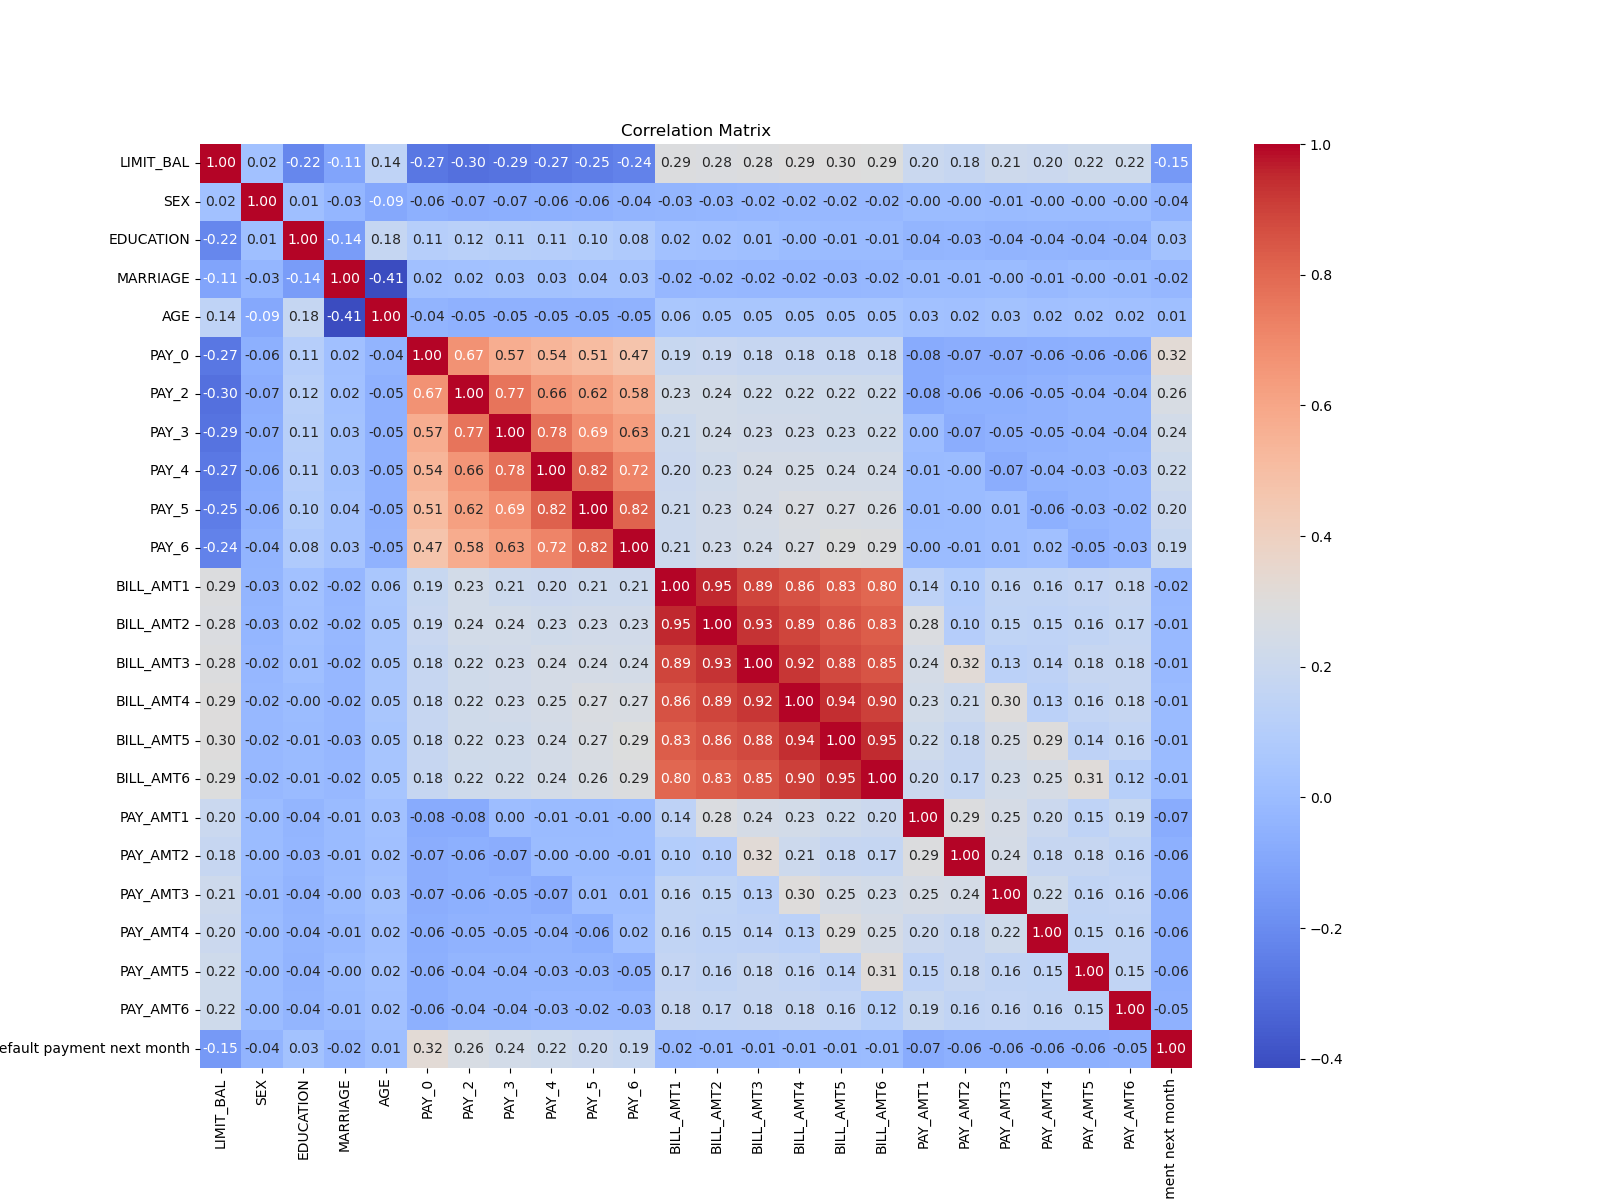 Correlation Matrix
LIMIT_BAL 1.00 0.02 -0.22 -0.11 0.14 -0.27 -0.30 -0.29 -0.27 -0.25 -0.24 0.29 0.28 0.28 0.29 0.30 0.29 0.20 0.18 0.21 0.20 0.22 0.22 -0.15
SEX 0.02 1.00 0.01 -0.03 -0.09 -0.06 -0.07 -0.07 -0.06 -0.06 -0.04 -0.03 -0.03 -0.02 -0.02 -0.02 -0.02 -0.00 -0.00 -0.01 -0.00 -0.00 -0.00 -0.04
EDUCATION -0.22 0.01 1.00 -0.14 0.18 0.11 0.12 0.11 0.11 0.10 0.08 0.02 0.02 0.01 -0.00 -0.01 -0.01 -0.04 -0.03 -0.04 -0.04 -0.04 -0.04 0.03
MARRIAGE -0.11 -0.03 -0.14 1.00 -0.41 0.02 0.02 0.03 0.03 0.04 0.03 -0.02 -0.02 -0.02 -0.02 -0.03 -0.02 -0.01 -0.01 -0.00 -0.01 -0.00 -0.01 -0.02
AGE 0.14 -0.09 0.18 -0.41 1.00 -0.04 -0.05 -0.05 -0.05 -0.05 -0.05 0.06 0.05 0.05 0.05 0.05 0.05 0.03 0.02 0.03 0.02 0.02 0.02 0.01
PAY_0 -0.27 -0.06 0.11 0.02 -0.04 1.00 0.67 0.57 0.54 0.51 0.47 0.19 0.19 0.18 0.18 0.18 0.18 -0.08 -0.07 -0.07 -0.06 -0.06 -0.06 0.32
PAY_2 -0.30 -0.07 0.12 0.02 -0.05 0.67 1.00 0.77 0.66 0.62 0.58 0.23 0.24 0.22 0.22 0.22 0.22 -0.08 -0.06 -0.06 -0.05 -0.04 -0.04 0.26
PAY_3 -0.29 -0.07 0.11 0.03 -0.05 0.57 0.77 1.00 0.78 0.69 0.63 0.21 0.24 0.23 0.23 0.23 0.22 0.00 -0.07 -0.05 -0.05 -0.04 -0.04 0.24
PAY_4 -0.27 -0.06 0.11 0.03 -0.05 0.54 0.66 0.78 1.00 0.82 0.72 0.20 0.23 0.24 0.25 0.24 0.24 -0.01 -0.00 -0.07 -0.04 -0.03 -0.03 0.22
PAY_5 -0.25 -0.06 0.10 0.04 -0.05 0.51 0.62 0.69 0.82 1.00 0.82 0.21 0.23 0.24 0.27 0.27 0.26 -0.01 -0.00 0.01 -0.06 -0.03 -0.02 0.20
PAY_6 -0.24 -0.04 0.08 0.03 -0.05 0.47 0.58 0.63 0.72 0.82 1.00 0.21 0.23 0.24 0.27 0.29 0.29 -0.00 -0.01 0.01 0.02 -0.05 -0.03 0.19
BILL_AMT1 0.29 -0.03 0.02 -0.02 0.06 0.19 0.23 0.21 0.20 0.21 0.21 1.00 0.95 0.89 0.86 0.83 0.80 0.14 0.10 0.16 0.16 0.17 0.18 -0.02
BILL_AMT2 0.28 -0.03 0.02 -0.02 0.05 0.19 0.24 0.24 0.23 0.23 0.23 0.95 1.00 0.93 0.89 0.86 0.83 0.28 0.10 0.15 0.15 0.16 0.17 -0.01
BILL_AMT3 0.28 -0.02 0.01 -0.02 0.05 0.18 0.22 0.23 0.24 0.24 0.24 0.89 0.93 1.00 0.92 0.88 0.85 0.24 0.32 0.13 0.14 0.18 0.18 -0.01
BILL_AMT4 0.29 -0.02 -0.00 -0.02 0.05 0.18 0.22 0.23 0.25 0.27 0.27 0.86 0.89 0.92 1.00 0.94 0.90 0.23 0.21 0.30 0.13 0.16 0.18 -0.01
BILL_AMT5 0.30 -0.02 -0.01 -0.03 0.05 0.18 0.22 0.23 0.24 0.27 0.29 0.83 0.86 0.88 0.94 1.00 0.95 0.22 0.18 0.25 0.29 0.14 0.16 -0.01
BILL_AMT6 0.29 -0.02 -0.01 -0.02 0.05 0.18 0.22 0.22 0.24 0.26 0.29 0.80 0.83 0.85 0.90 0.95 1.00 0.20 0.17 0.23 0.25 0.31 0.12 -0.01
PAY_AMT1 0.20 -0.00 -0.04 -0.01 0.03 -0.08 -0.08 0.00 -0.01 -0.01 -0.00 0.14 0.28 0.24 0.23 0.22 0.20 1.00 0.29 0.25 0.20 0.15 0.19 -0.07
PAY_AMT2 0.18 -0.00 -0.03 -0.01 0.02 -0.07 -0.06 -0.07 -0.00 -0.00 -0.01 0.10 0.10 0.32 0.21 0.18 0.17 0.29 1.00 0.24 0.18 0.18 0.16 -0.06
PAY_AMT3 0.21 -0.01 -0.04 -0.00 0.03 -0.07 -0.06 -0.05 -0.07 0.01 0.01 0.16 0.15 0.13 0.30 0.25 0.23 0.25 0.24 1.00 0.22 0.16 0.16 -0.06
PAY_AMT4 0.20 -0.00 -0.04 -0.01 0.02 -0.06 -0.05 -0.05 -0.04 -0.06 0.02 0.16 0.15 0.14 0.13 0.29 0.25 0.20 0.18 0.22 1.00 0.15 0.16 -0.06
PAY_AMT5 0.22 -0.00 -0.04 -0.00 0.02 -0.06 -0.04 -0.04 -0.03 -0.03 -0.05 0.17 0.16 0.18 0.16 0.14 0.31 0.15 0.18 0.16 0.15 1.00 0.15 -0.06
PAY_AMT6 0.22 -0.00 -0.04 -0.01 0.02 -0.06 -0.04 -0.04 -0.03 -0.02 -0.03 0.18 0.17 0.18 0.18 0.16 0.12 0.19 0.16 0.16 0.16 0.15 1.00 -0.05
efault payment next month -0.15 -0.04 0.03 -0.02 0.01 0.32 0.26 0.24 0.22 0.20 0.19 -0.02 -0.01 -0.01 -0.01 -0.01 -0.01 -0.07 -0.06 -0.06 -0.06 -0.06 -0.05 1.00
LIMIT_BAL SEX EDUCATION MARRIAGE AGE PAY_0 PAY_2 PAY_3 PAY_4 PAY_5 PAY_6 BILL_AMT1 BILL_AMT2 BILL_AMT3 BILL_AMT4 BILL_AMT5 BILL_AMT6 PAY_AMT1 PAY_AMT2 PAY_AMT3 PAY_AMT4 PAY_AMT5 PAY_AMT6 ment next month
1.0
0.8
0.6
0.4
0.2
0.0
−0.2
−0.4